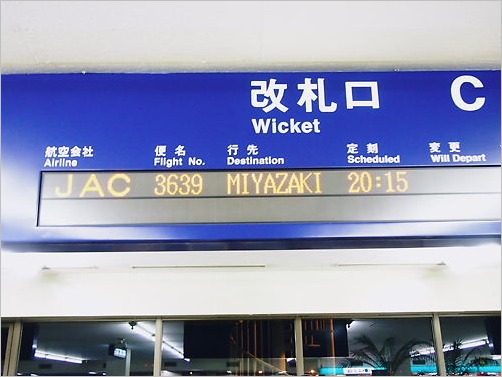 改札口 C
Wicket
航空会社 便名 行先 定刻 変更
Airline Flight No. Destination Scheduled Will Depart
JAC 3639 MIYAZAKI 20:15